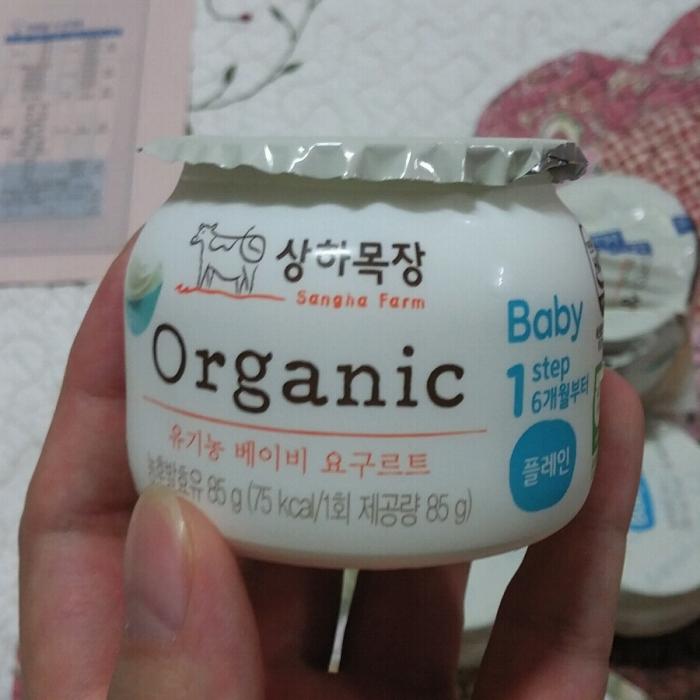 상하목장
Sangha Farm
Organic
유기농 베이비 요구르트
농후발효유 85 g (75 kcal/1회 제공량 85 g)
Baby
1 step
6개월부터
플레인